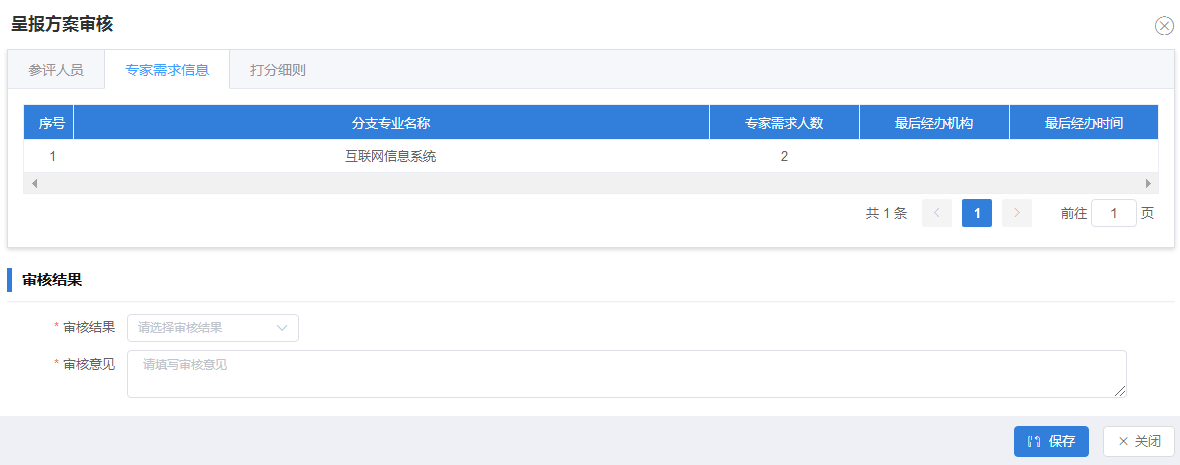 呈报方案审核
参评人员 专家需求信息 打分细则
序号 分支专业名称 专家需求人数 最后经办机构 最后经办时间
1 互联网信息系统 2
共 1 条 1 前往 1 页
审核结果
* 审核结果 请选择审核结果
* 审核意见 请填写审核意见
保存 关闭